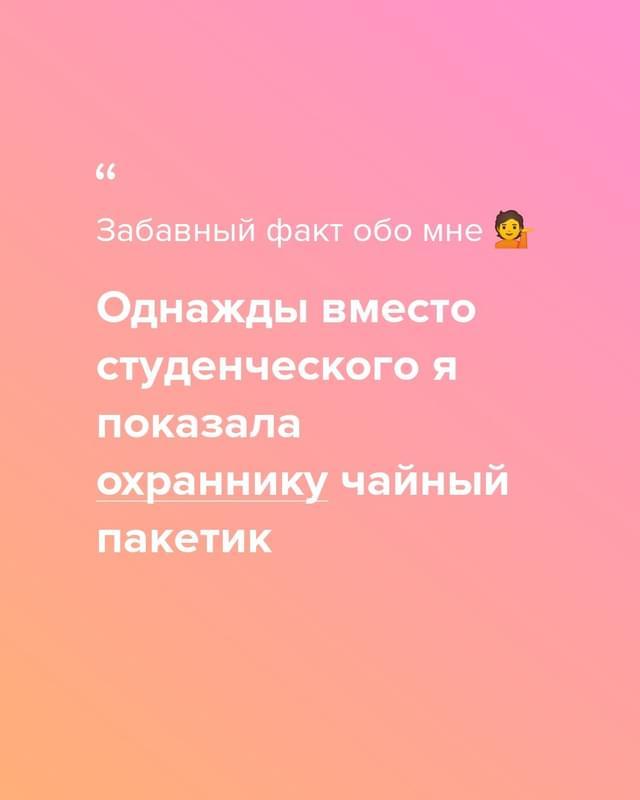 “
Забавный факт обо мне 💁
Однажды вместо
студенческого я
показала
охраннику чайный
пакетик